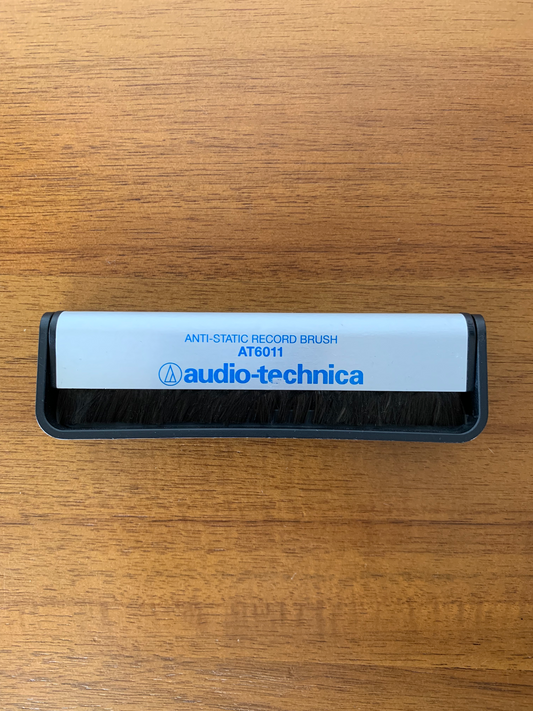 ANTI-STATIC RECORD BRUSH
AT6011
audio-technica